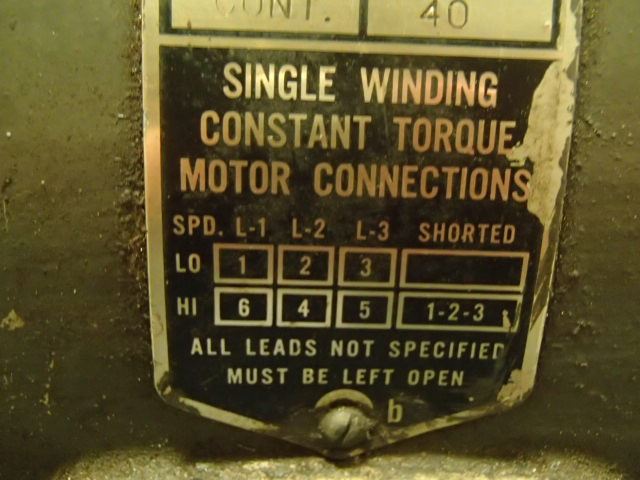 CONT. 40
SINGLE WINDING
CONSTANT TORQUE
MOTOR CONNECTIONS
SPD. L-1 L-2 L-3 SHORTED
LO 1 2 3
HI 6 4 5 1-2-3
ALL LEADS NOT SPECIFIED
MUST BE LEFT OPEN
b